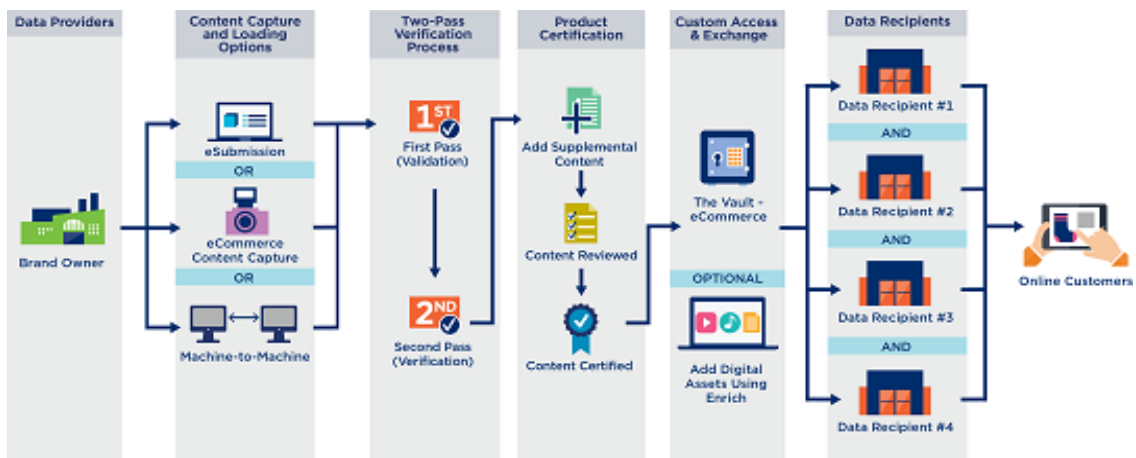 Data Providers
Brand Owner
Content Capture
and Loading
Options
eSubmission
OR
eCommerce
Content Capture
OR
Machine-to-Machine
Two-Pass
Verification
Process
1ST
First Pass
(Validation)
2ND
Second Pass
(Verification)
Product
Certification
Add Supplemental
Content
Content Reviewed
Content Certified
Custom Access
& Exchange
The Vault -
eCommerce
OPTIONAL
Add Digital
Assets Using
Enrich
Data Recipients
Data Recipient #1
AND
Data Recipient #2
AND
Data Recipient #3
AND
Data Recipient #4
Online Customers